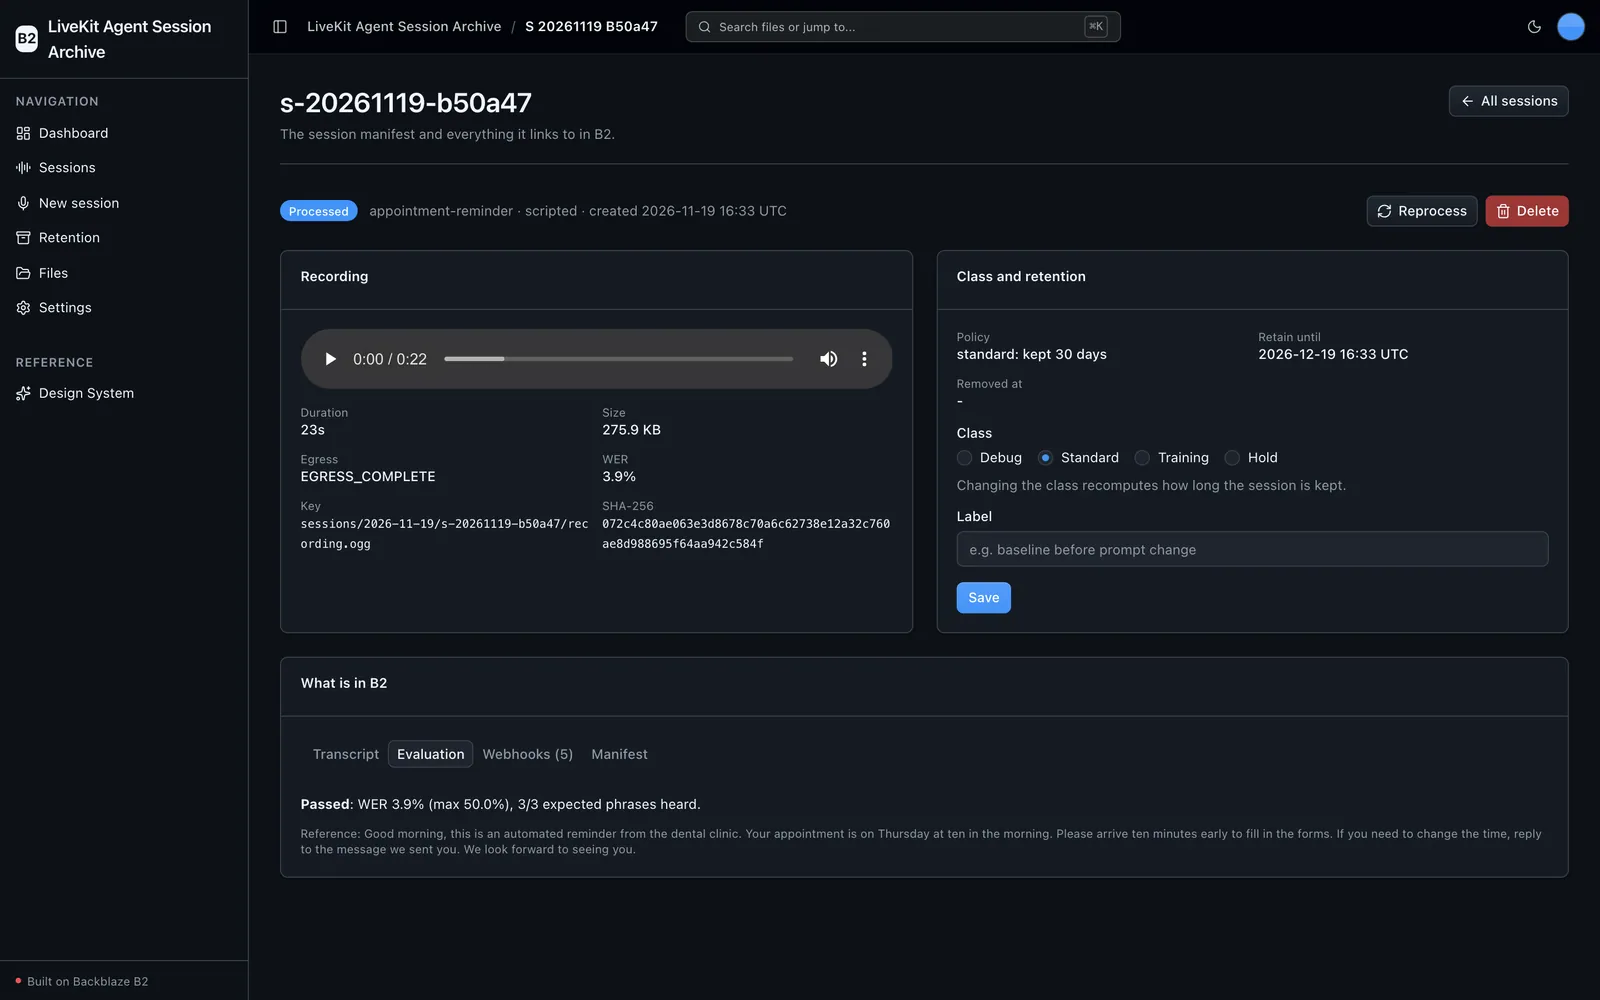 B2
LiveKit Agent Session
Archive
NAVIGATION
Dashboard
Sessions
New session
Retention
Files
Settings
REFERENCE
Design System
Built on Backblaze B2
LiveKit Agent Session Archive / S 20261119 B50a47
Search files or jump to...
⌘K
s-20261119-b50a47
The session manifest and everything it links to in B2.
All sessions
Processed
appointment-reminder · scripted · created 2026-11-19 16:33 UTC
Reprocess
Delete
Recording
0:00 / 0:22
Duration
23s
Size
275.9 KB
Egress
EGRESS_COMPLETE
WER
3.9%
Key
sessions/2026-11-19/s-20261119-b50a47/rec
ording.ogg
SHA-256
072c4c80ae063e3d8678c70a6c62738e12a32c760
ae8d988695f64aa942c584f
Class and retention
Policy
standard: kept 30 days
Retain until
2026-12-19 16:33 UTC
Removed at
-
Class
Debug
Standard
Training
Hold
Changing the class recomputes how long the session is kept.
Label
e.g. baseline before prompt change
Save
What is in B2
Transcript
Evaluation
Webhooks (5)
Manifest
Passed: WER 3.9% (max 50.0%), 3/3 expected phrases heard.
Reference: Good morning, this is an automated reminder from the dental clinic. Your appointment is on Thursday at ten in the morning. Please arrive ten minutes early to fill in the forms. If you need to change the time, reply
to the message we sent you. We look forward to seeing you.